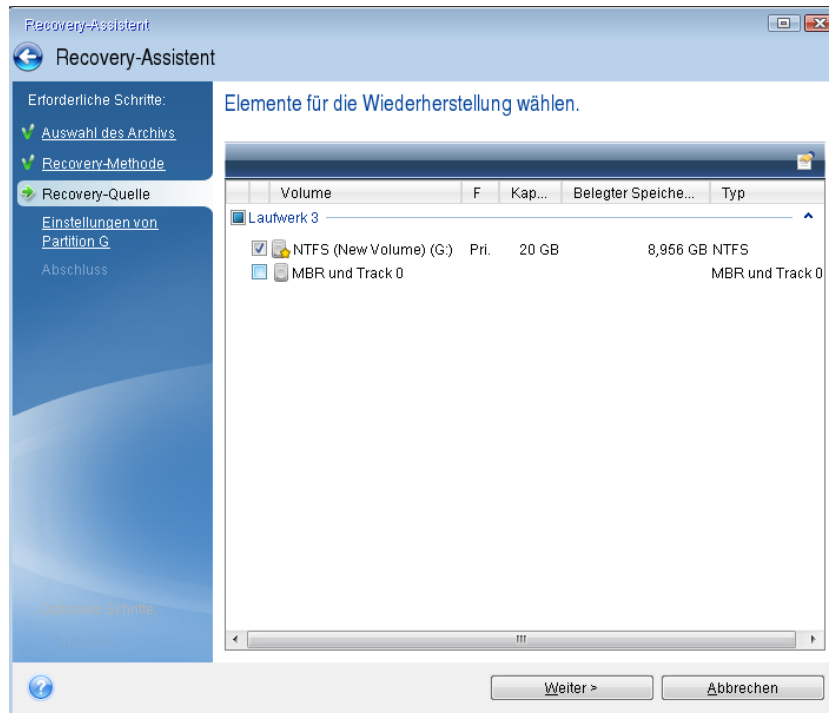 Recovery-Assistent
Recovery-Assistent
Erforderliche Schritte:
Auswahl des Archivs
Recovery-Methode
Recovery-Quelle
Einstellungen von
Partition G
Abschluss
Elemente für die Wiederherstellung wählen.
Volume F Kap... Belegter Speiche... Typ
Laufwerk 3
NTFS (New Volume) (G:) Pri. 20 GB 8,956 GB NTFS
MBR und Track 0 MBR und Track 0
Weiter >
Abbrechen